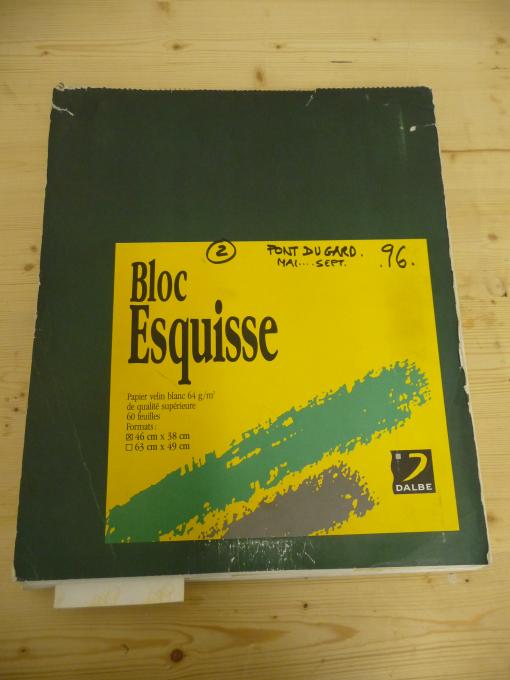 2
PONT DU GARD. .96.
MAI.... SEPT.
Bloc
Esquisse
Papier velin blanc 64 g/m²
de qualité supérieure
60 feuilles
Formats :
☒ 46 cm x 38 cm
☐ 63 cm x 49 cm
DALBE